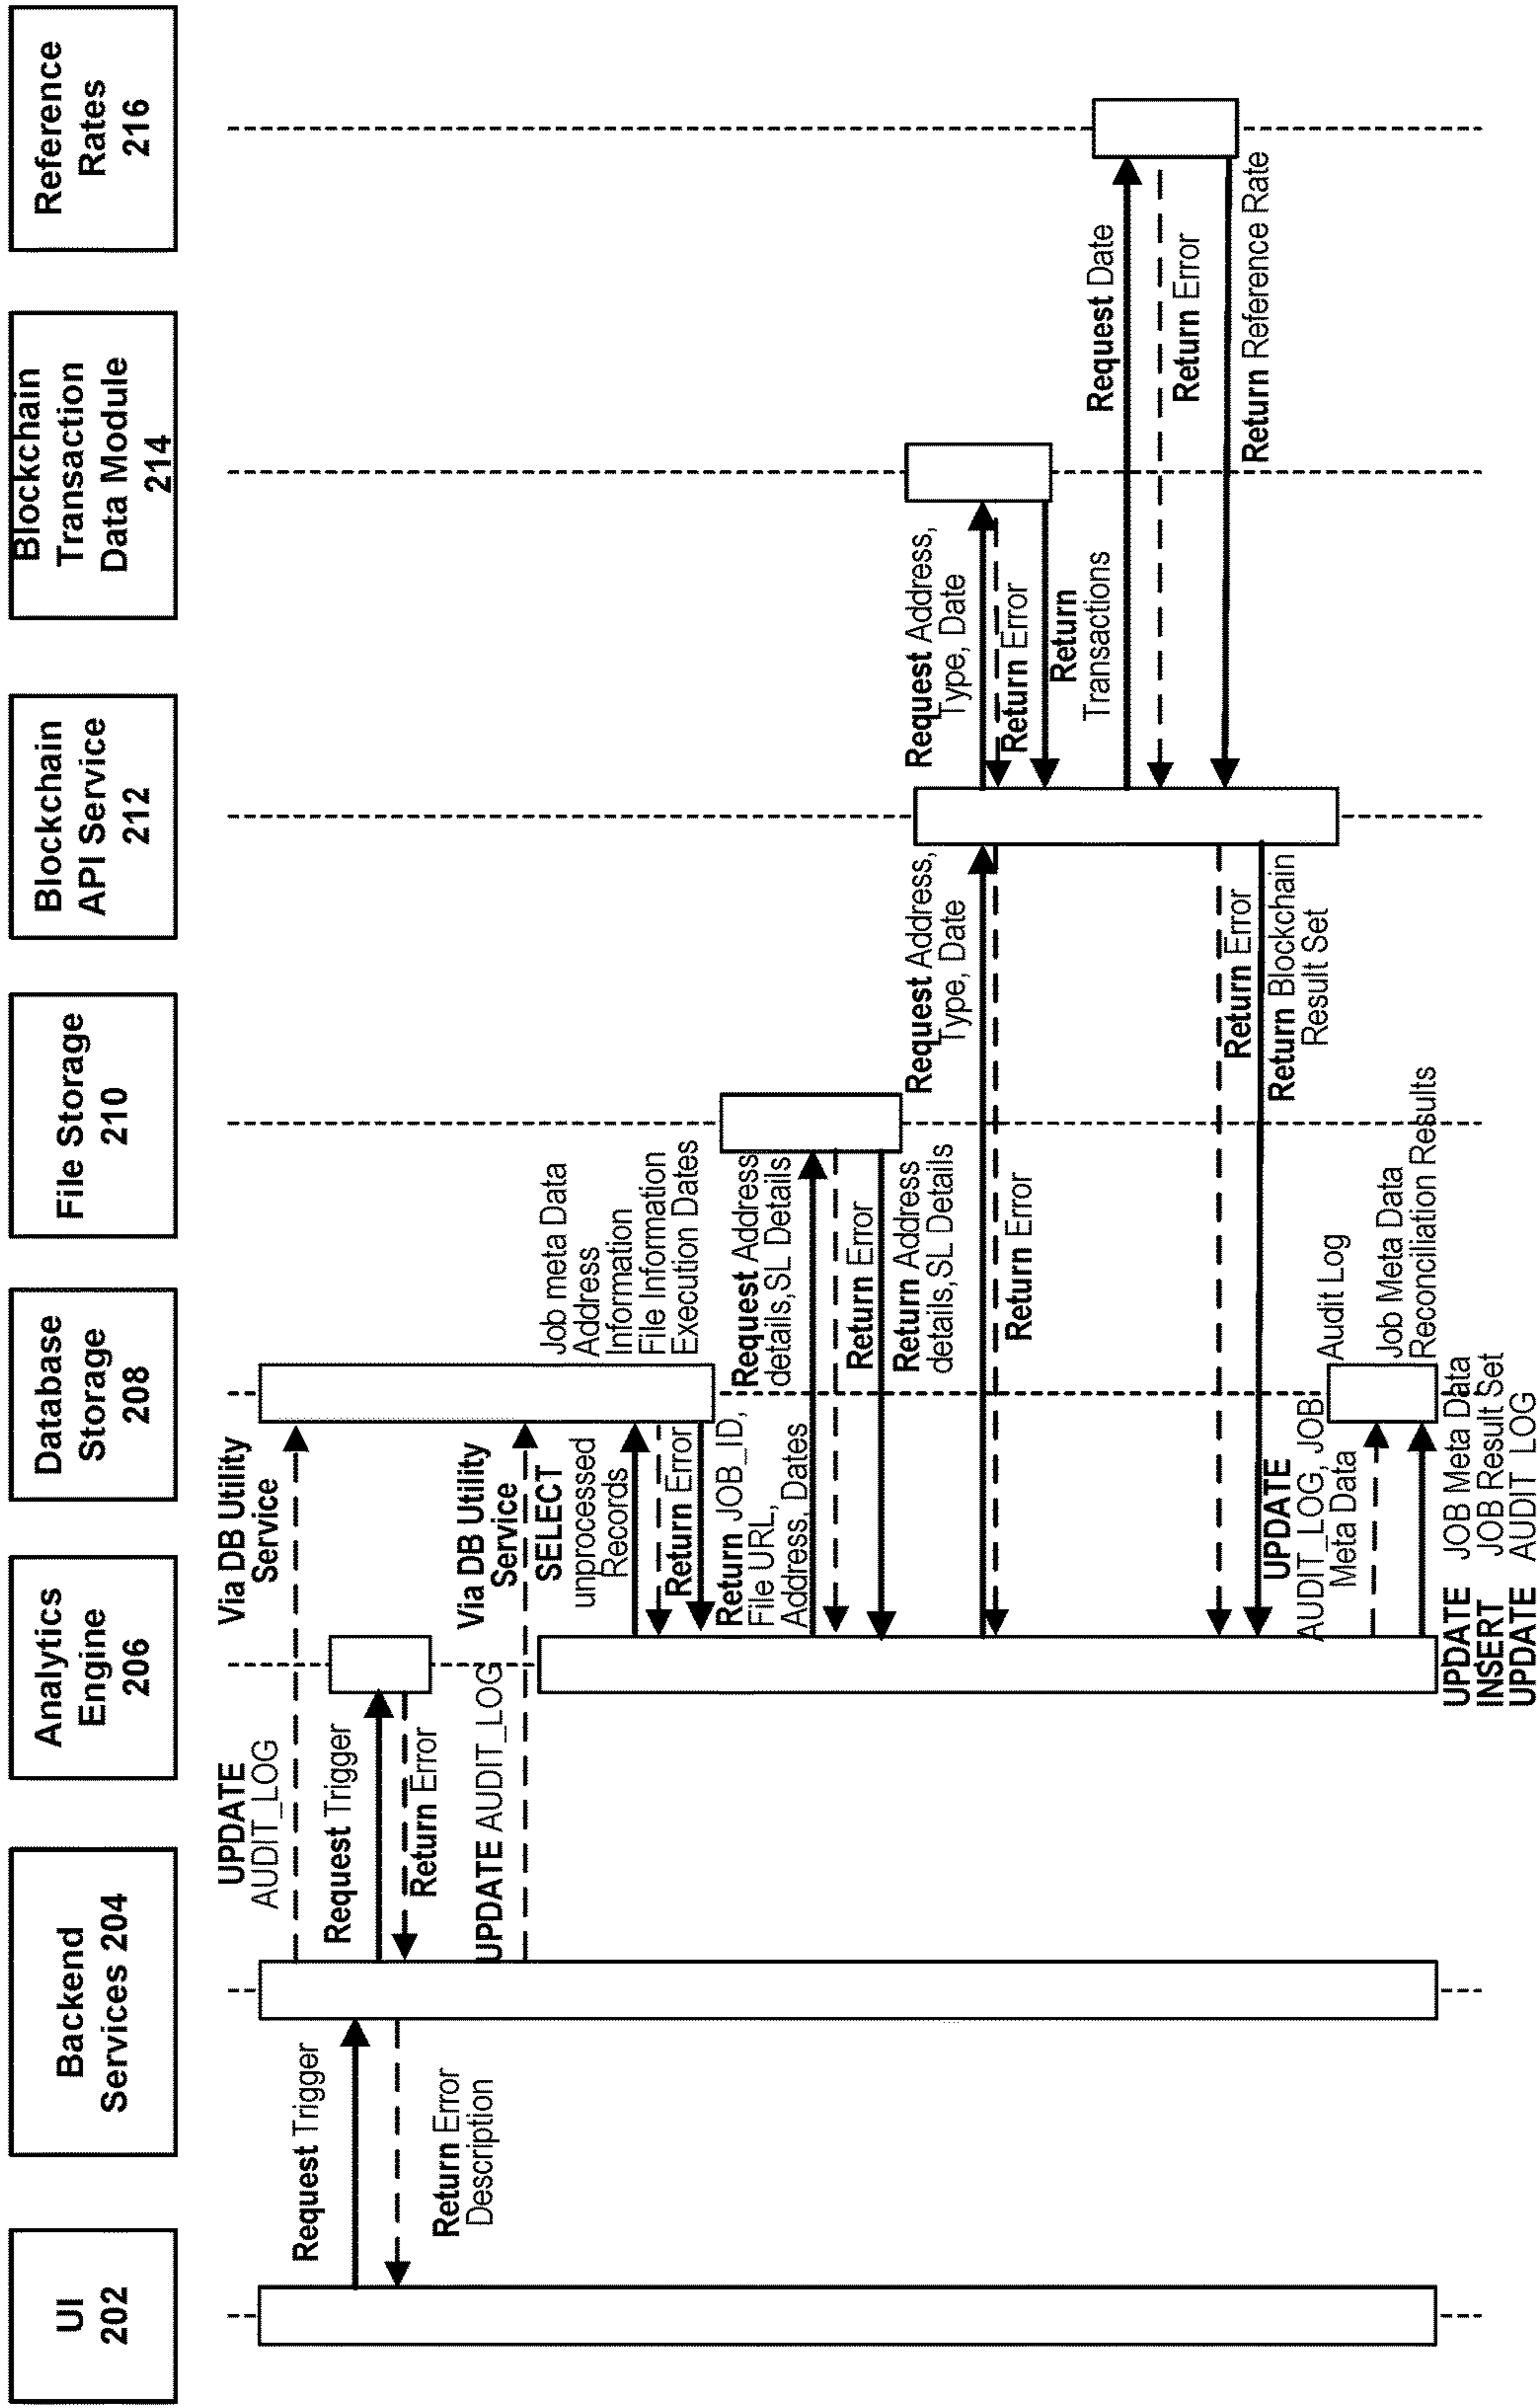 UI
202
Backend
Services 204
Analytics
Engine
206
Database
Storage
208
File Storage
210
Blockchain
API Service
212
Blockchain
Transaction
Data Module
214
Reference
Rates
216
Request Trigger
Return Error
Description
UPDATE
AUDIT_LOG
Via DB Utility
Service
Request Trigger
Return Error
UPDATE AUDIT_LOG
Via DB Utility
Service
SELECT
unprocessed
Records
Return Error
Return JOB_ID,
File URL,
Address, Dates
Job meta Data
Address
Information
File Information
Execution Dates
Request Address
details,SL Details
Return Error
Return Address
details,SL Details
Request Address,
Type, Date
Return Error
Request Address,
Type, Date
Return Error
Return
Transactions
Request Date
Return Error
Return Reference Rate
Return Error
Return Blockchain
Result Set
UPDATE
AUDIT_LOG, JOB
Meta Data
Audit Log
Job Meta Data
Reconciliation Results
UPDATE JOB Meta Data
INSERT JOB Result Set
UPDATE AUDIT LOG